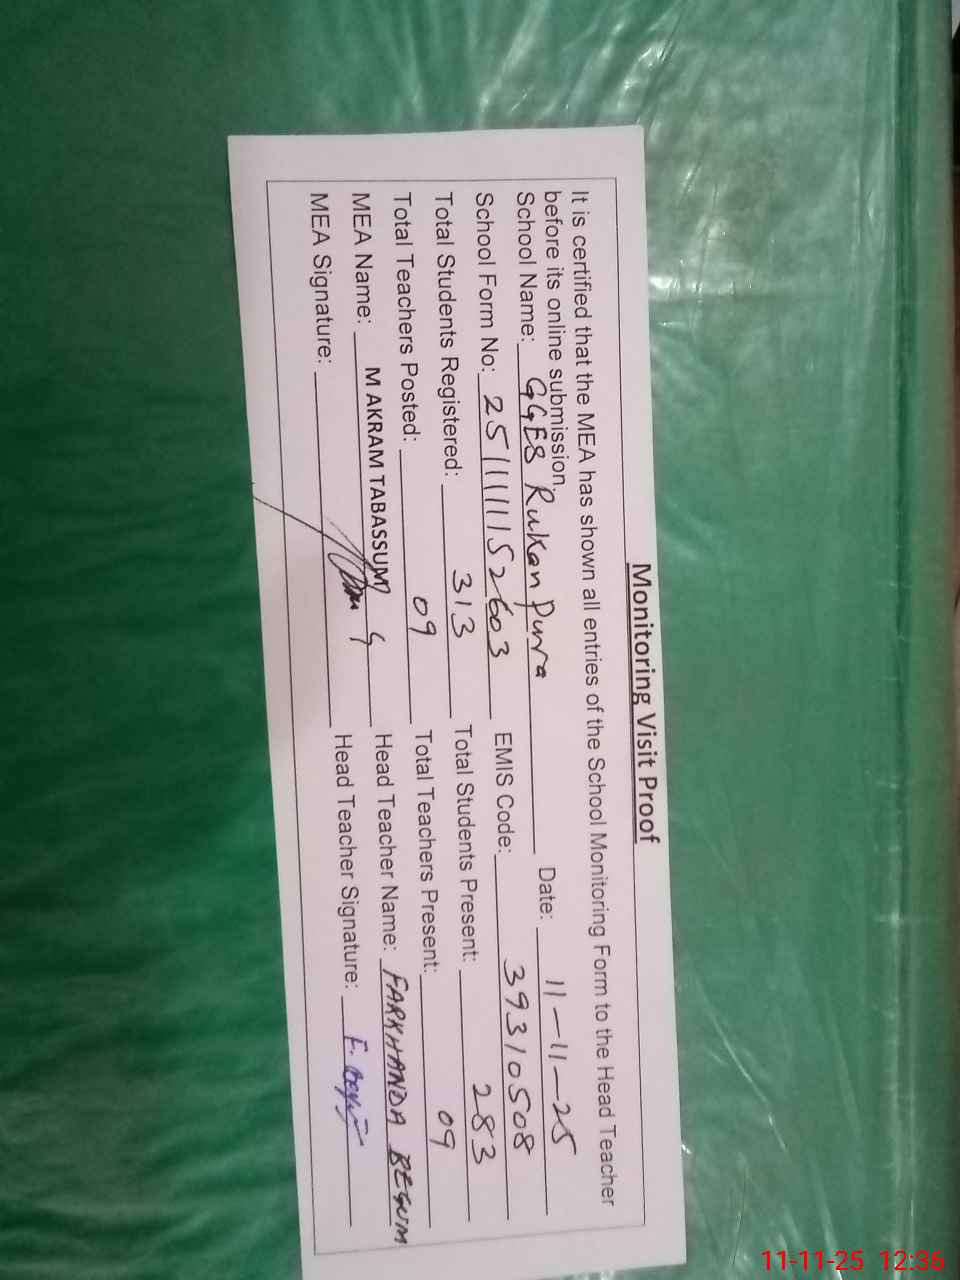 Monitoring Visit Proof
It is certified that the MEA has shown all entries of the School Monitoring Form to the Head Teacher
before its online submission.
School Name: GGES Rukan Pura Date: 11-11-25
School Form No: EMIS Code: 39310508
Total Students Registered: 313 Total Students Present: 283
Total Teachers Posted: 09 Total Teachers Present: 09
MEA Name: M AKRAM TABASSUM Head Teacher Name: FARKHANDA BEGUM
MEA Signature: Head Teacher Signature: F. Begum
11-11-25 12:36